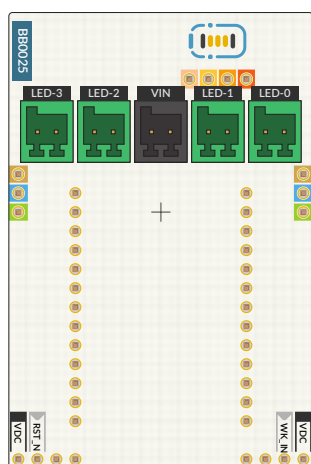 BB0025
LED-3
LED-2
VIN
LED-1
LED-0
VDC
RST_N
WK_IN
VDC